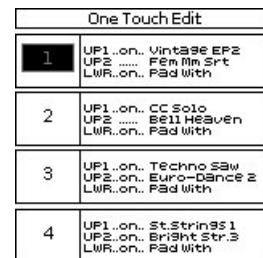 One Touch Edit
1
UP1..on.. Vintage EP2
UP2 ...... Fem Mm Srt
LWR..on.. Pad With
2
UP1..on.. CC Solo
UP2 ...... Bell Heaven
LWR..on.. Pad With
3
UP1..on.. Techno Saw
UP2..on.. Euro-Dance 2
LWR..on.. Pad With
4
UP1..on.. St.Strings 1
UP2..on.. Bright Str.3
LWR..on.. Pad With